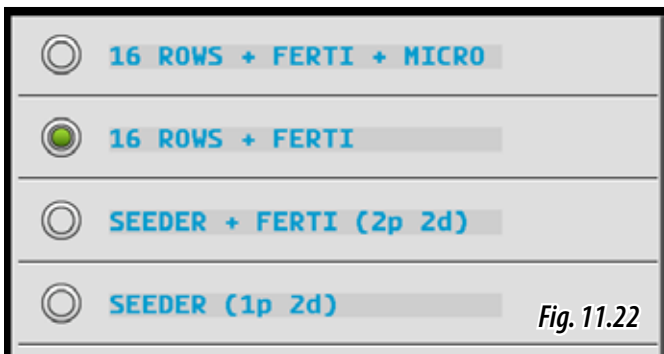 16 ROWS + FERTI + MICRO
16 ROWS + FERTI
SEEDER + FERTI (2p 2d)
SEEDER (1p 2d)
Fig. 11.22